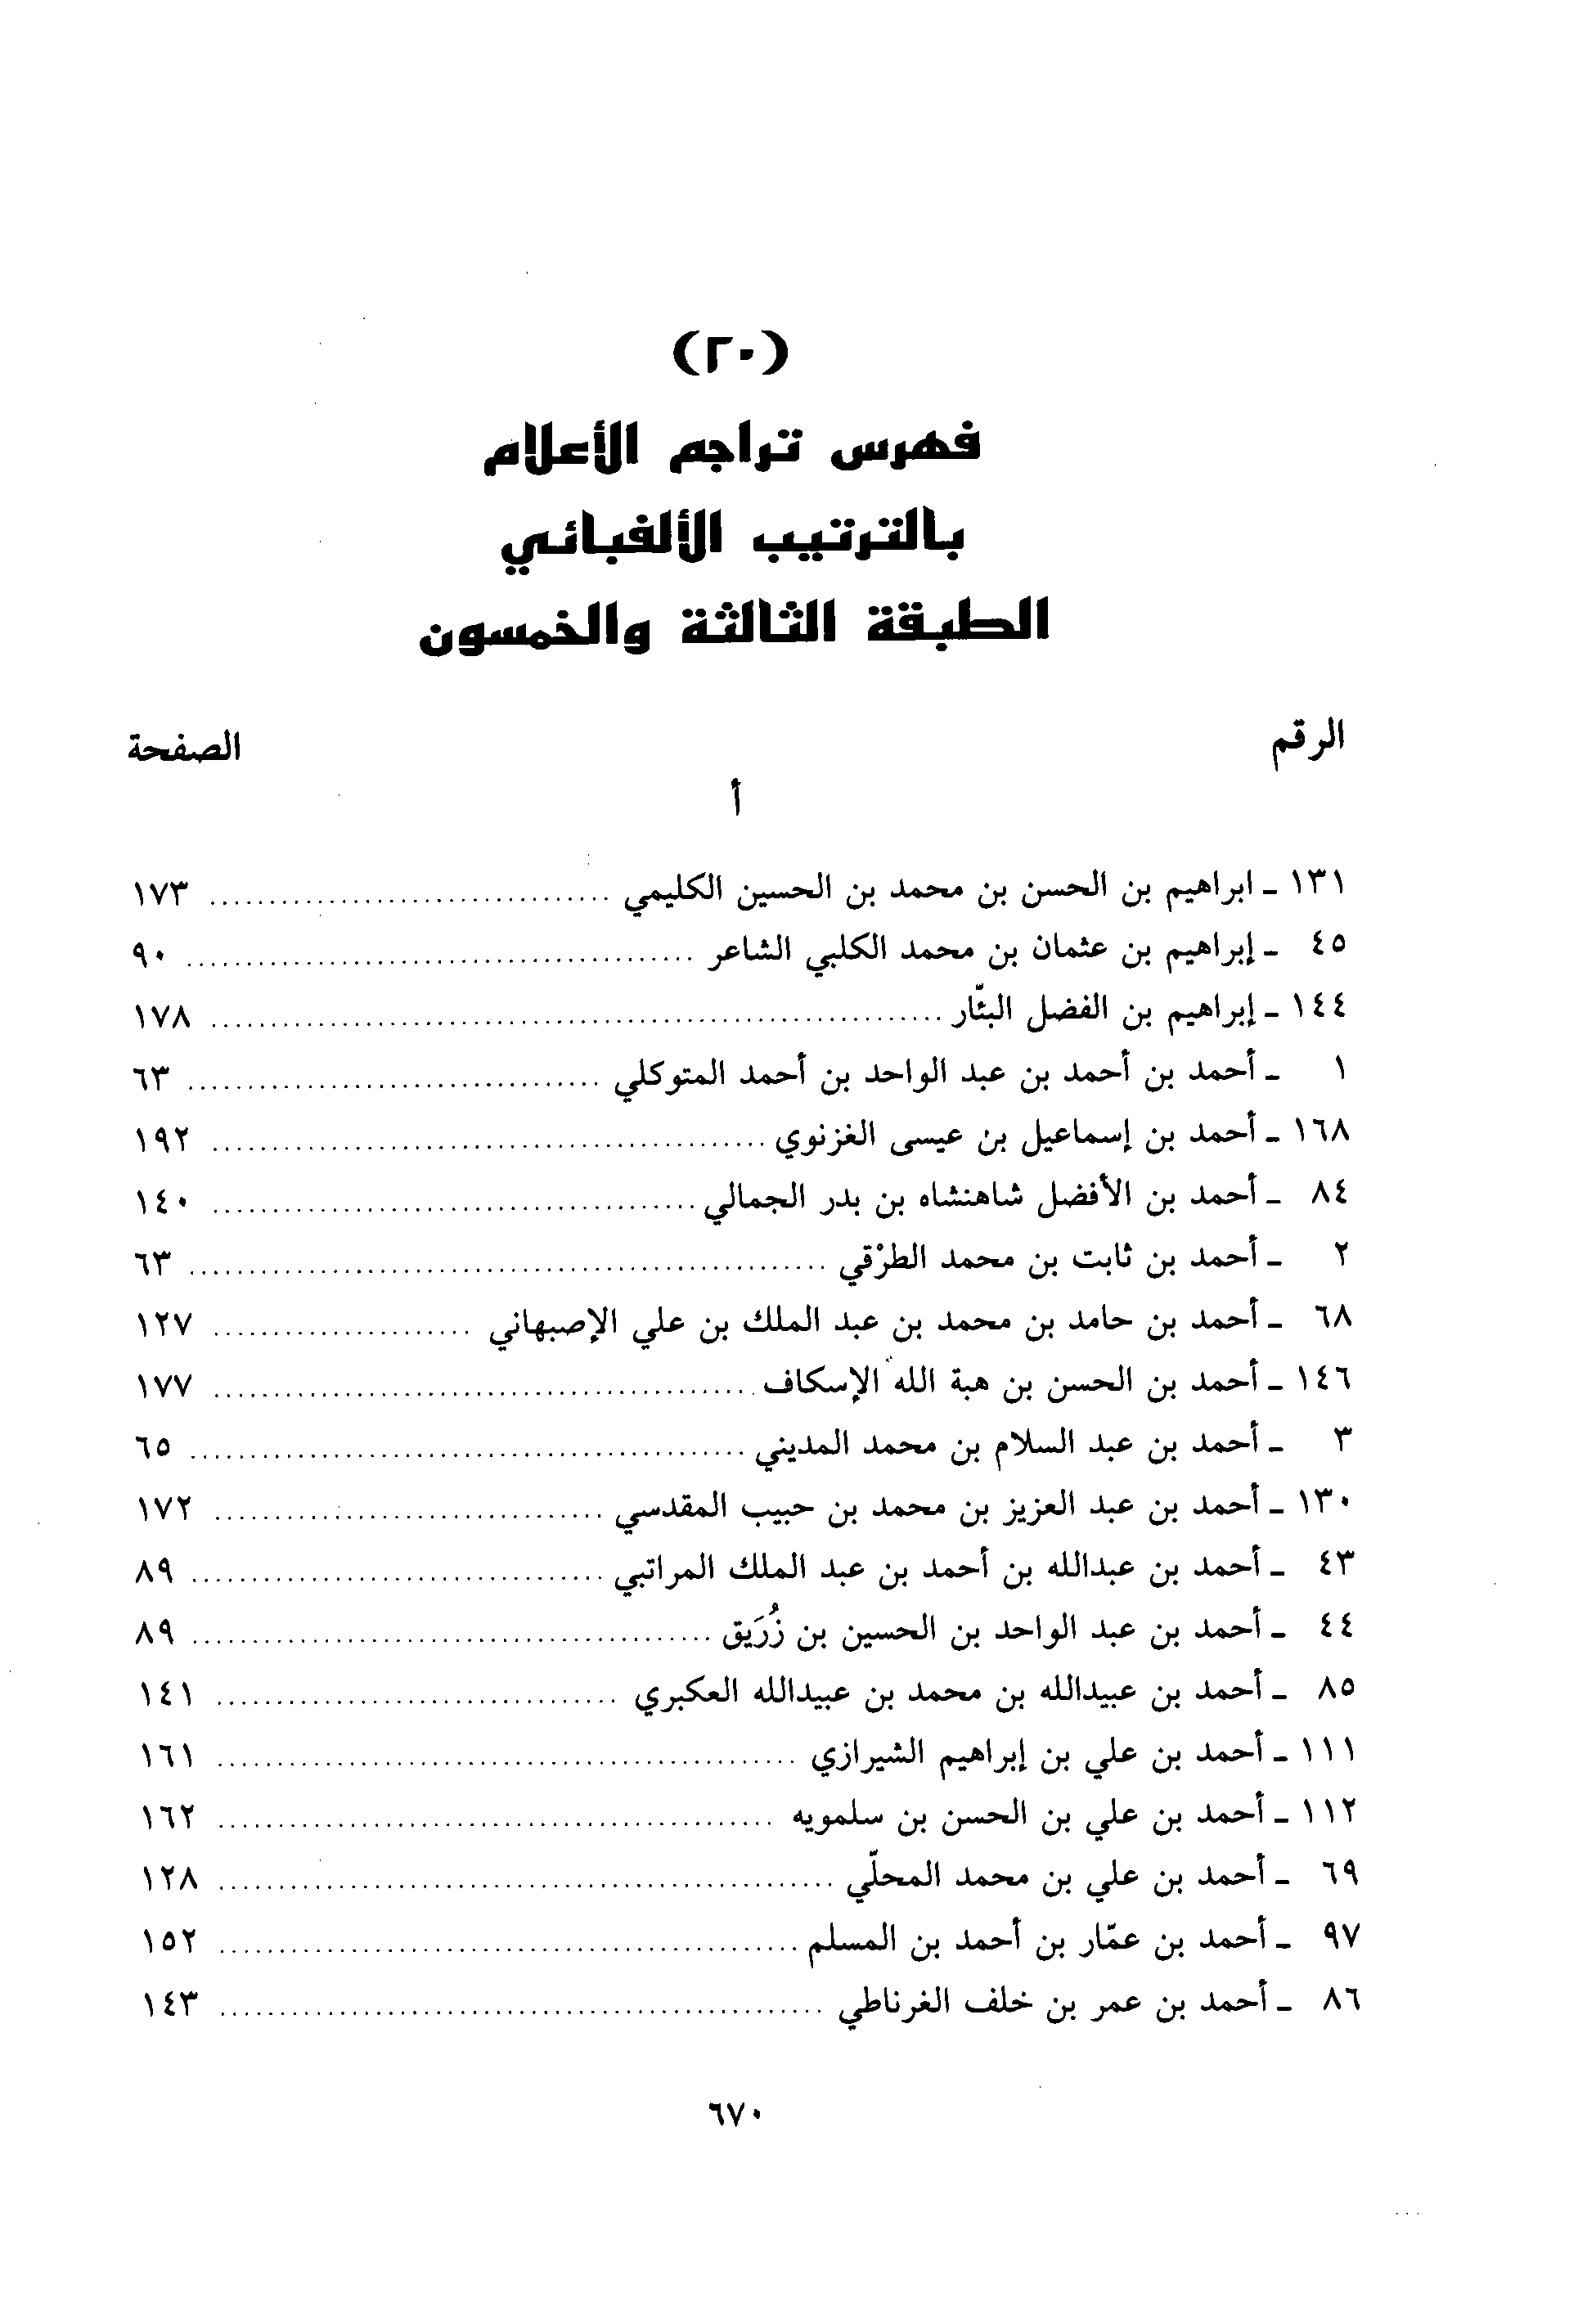 (٢٠)
فهرس تراجم الأعلام
بالترتيب الألفبائي
الطبقة الثالثة والخمسون
الرقم الصفحة
أ
١٣١ - ابراهيم بن الحسن بن محمد بن الحسين الكليمي ........ ١٧٣
٤٥ - إبراهيم بن عثمان بن محمد الكلبي الشاعر ........ ٩٠
١٤٤ - إبراهيم بن الفضل البئّار ........ ١٧٨
١ - أحمد بن أحمد بن عبد الواحد بن أحمد المتوكلي ........ ٦٣
١٦٨ - أحمد بن إسماعيل بن عيسى الغزنوي ........ ١٩٢
٨٤ - أحمد بن الأفضل شاهنشاه بن بدر الجمالي ........ ١٤٠
٢ - أحمد بن ثابت بن محمد الطرْقي ........ ٦٣
٦٨ - أحمد بن حامد بن محمد بن عبد الملك بن علي الإصبهاني ........ ١٢٧
١٤٦ - أحمد بن الحسن بن هبة الله الإسكاف ........ ١٧٧
٣ - أحمد بن عبد السلام بن محمد المديني ........ ٦٥
١٣٠ - أحمد بن عبد العزيز بن محمد بن حبيب المقدسي ........ ١٧٢
٤٣ - أحمد بن عبدالله بن أحمد بن عبد الملك المراتبي ........ ٨٩
٤٤ - أحمد بن عبد الواحد بن الحسين بن زُرَيق ........ ٨٩
٨٥ - أحمد بن عبيدالله بن محمد بن عبيدالله العكبري ........ ١٤١
١١١ - أحمد بن علي بن إبراهيم الشيرازي ........ ١٦١
١١٢ - أحمد بن علي بن الحسن بن سلمويه ........ ١٦٢
٦٩ - أحمد بن علي بن محمد المحلّي ........ ١٢٨
٩٧ - أحمد بن عمّار بن أحمد بن المسلم ........ ١٥٢
٨٦ - أحمد بن عمر بن خلف الغرناطي ........ ١٤٣
٦٧٠